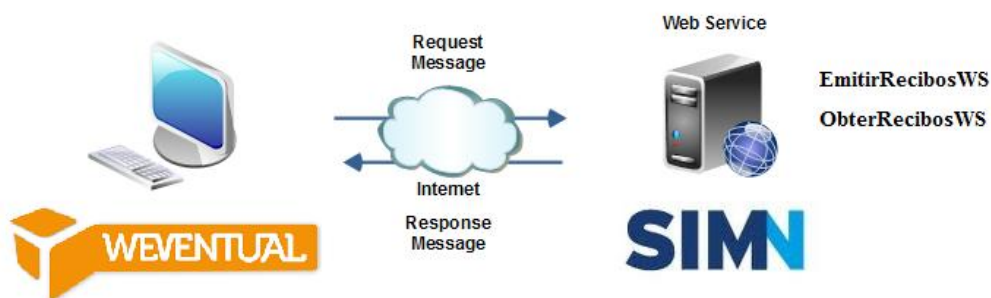 Web Service
Request
Message
EmitirRecibosWS
ObterRecibosWS
Internet
Response
Message
WEVENTUAL
SIMN